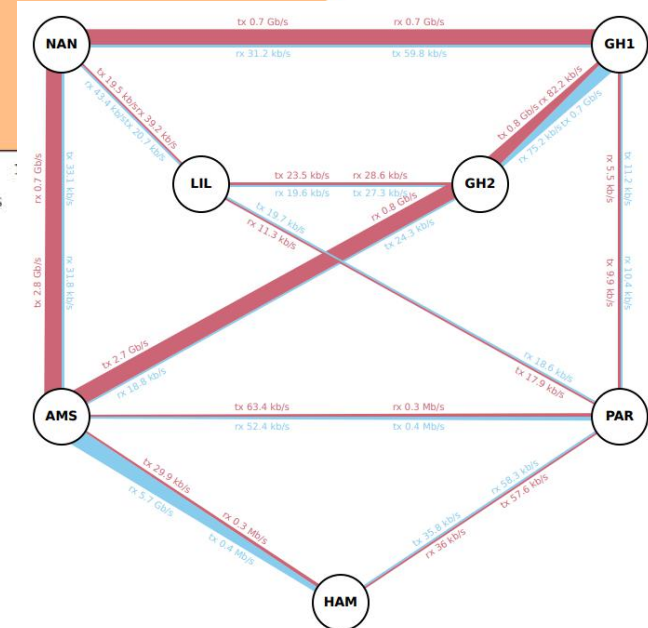 tx 0.7 Gb/s rx 0.7 Gb/s
NAN GH1
rx 31.2 kb/s tx 59.8 kb/s
tx 19.5 kb/s rx 39.2 kb/s
rx 43.4 kb/s tx 20.7 kb/s
tx 0.8 Gb/s rx 82.2 kb/s
rx 75.2 kb/s tx 0.7 Gb/s
rx 0.7 Gb/s
tx 33.1 kb/s
rx 5.5 kb/s
tx 11.2 kb/s
LIL GH2
tx 23.5 kb/s rx 28.6 kb/s
rx 19.6 kb/s tx 27.3 kb/s
tx 19.7 kb/s
rx 11.3 kb/s
rx 0.8 Gb/s
tx 24.3 kb/s
tx 2.8 Gb/s
rx 31.8 kb/s
tx 9.9 kb/s
rx 10.4 kb/s
tx 2.7 Gb/s
rx 18.8 kb/s
rx 18.6 kb/s
tx 17.9 kb/s
AMS PAR
tx 63.4 kb/s rx 0.3 Mb/s
rx 52.4 kb/s tx 0.4 Mb/s
tx 29.9 kb/s
rx 5.7 Gb/s
rx 0.3 Mb/s
tx 0.4 Mb/s
rx 58.3 kb/s
tx 57.6 kb/s
tx 35.8 kb/s
rx 36 kb/s
HAM